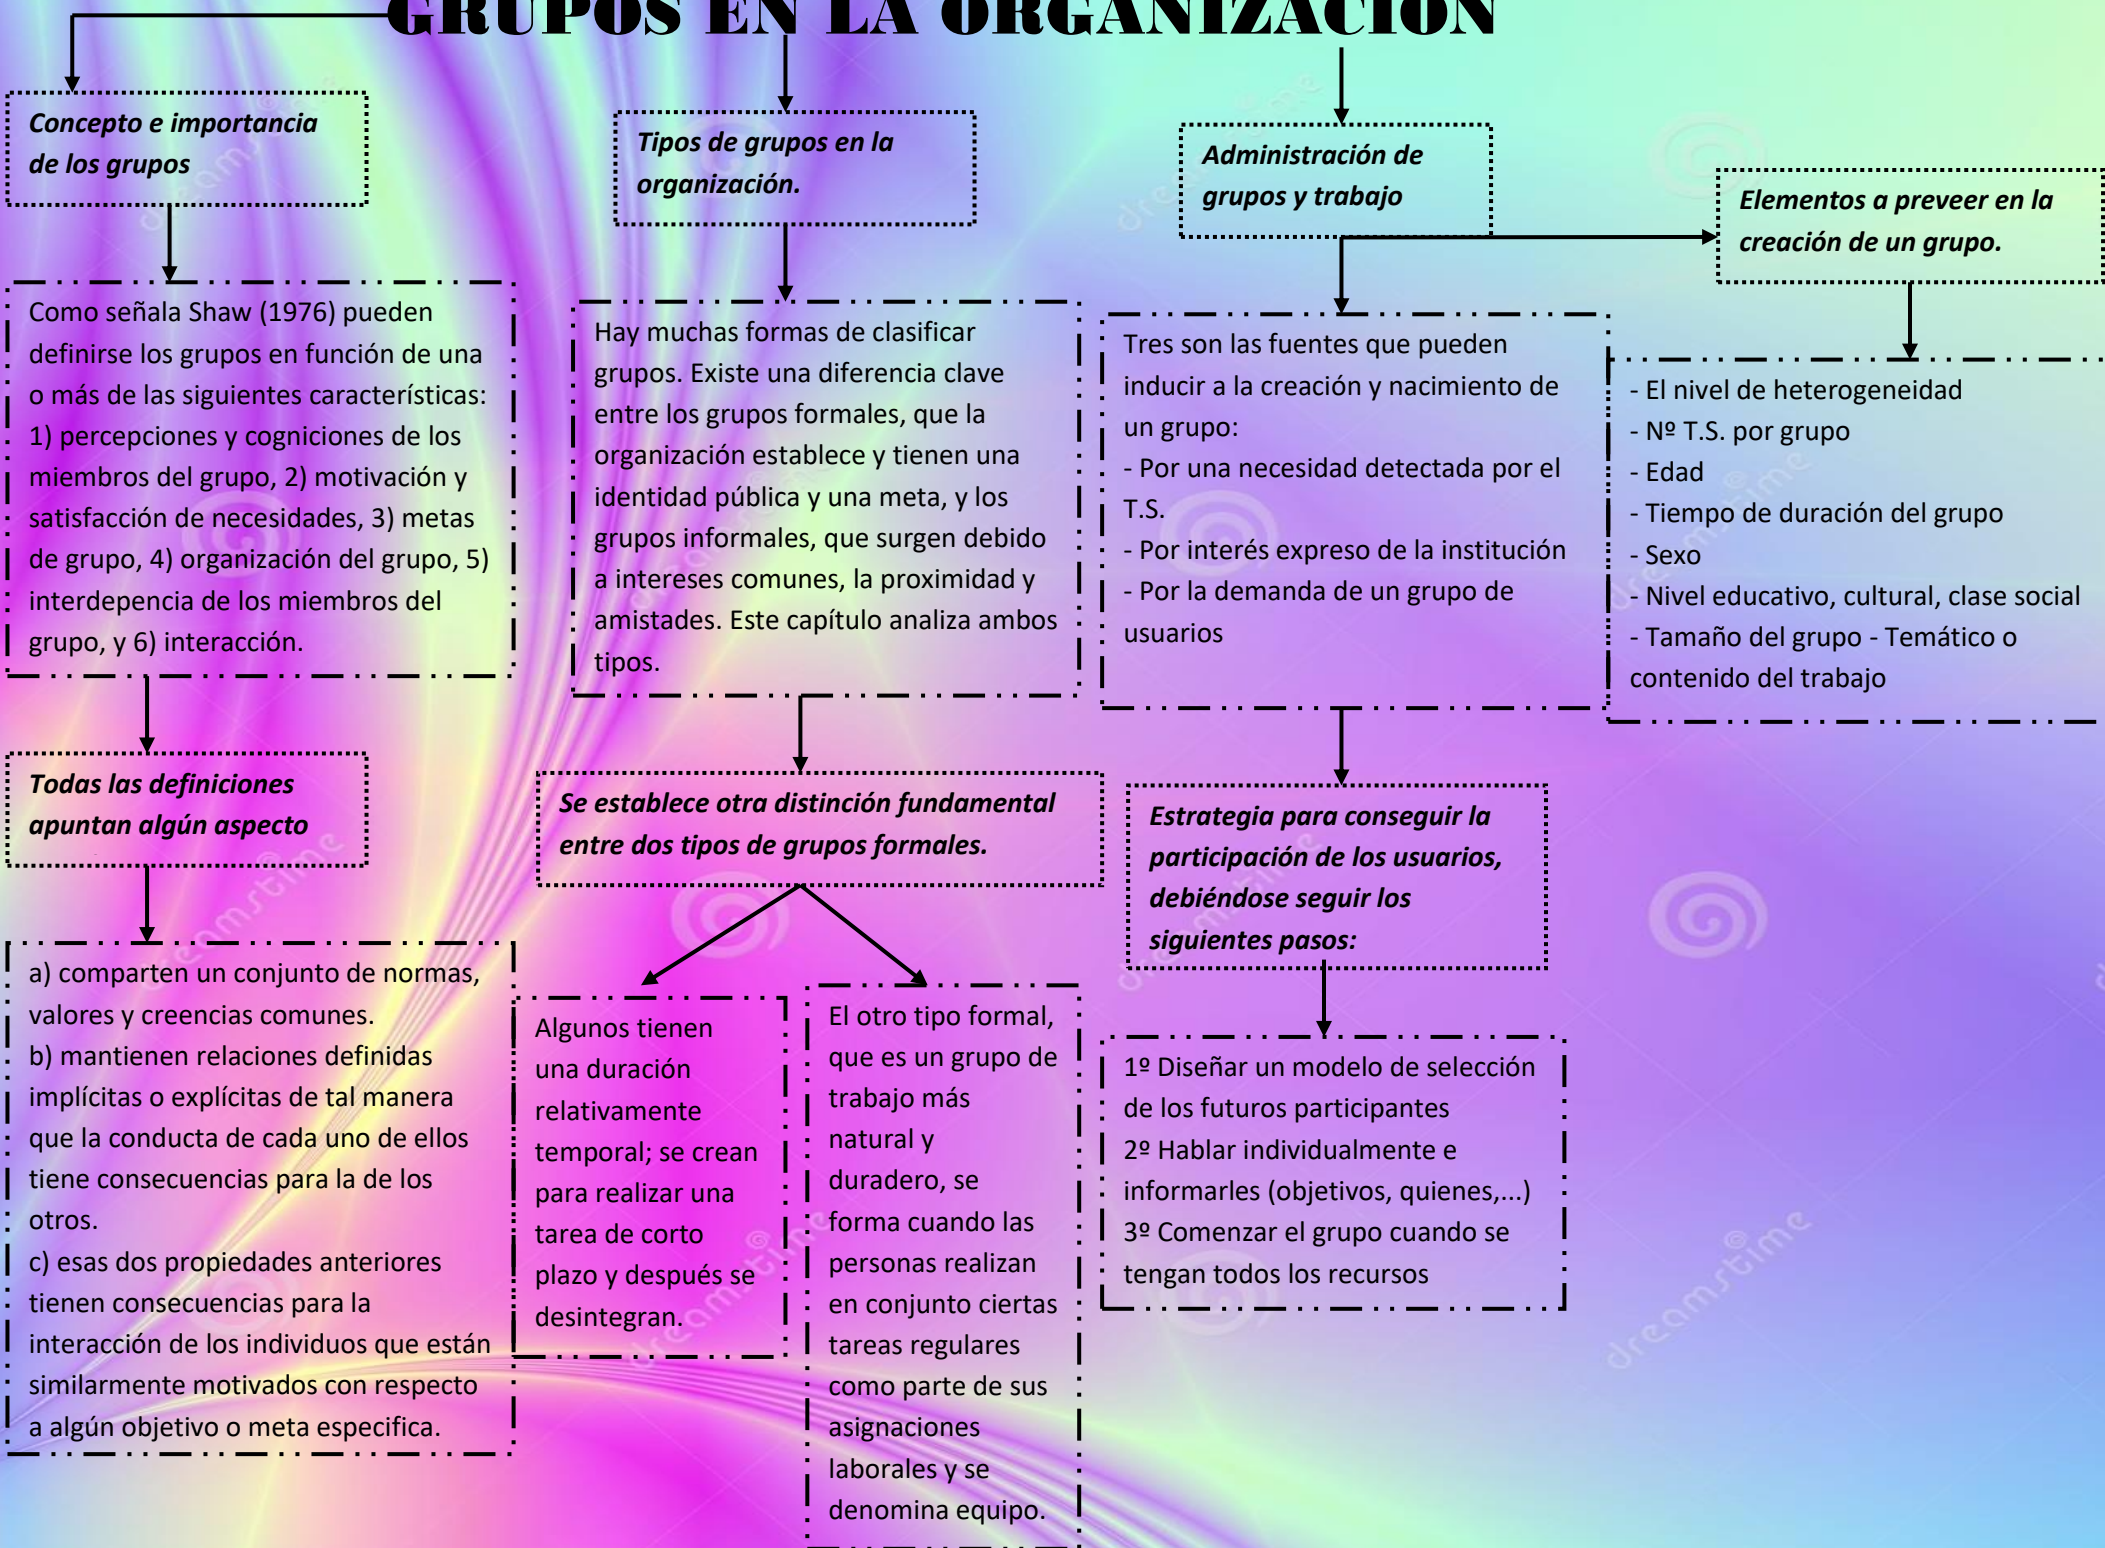 GRUPOS EN LA ORGANIZACIÓN
Concepto e importancia
de los grupos
Como señala Shaw (1976) pueden
definirse los grupos en función de una
o más de las siguientes características:
1) percepciones y cogniciones de los
miembros del grupo, 2) motivación y
satisfacción de necesidades, 3) metas
de grupo, 4) organización del grupo, 5)
interdepencia de los miembros del
grupo, y 6) interacción.
Todas las definiciones
apuntan algún aspecto
a) comparten un conjunto de normas,
valores y creencias comunes.
b) mantienen relaciones definidas
implícitas o explícitas de tal manera
que la conducta de cada uno de ellos
tiene consecuencias para la de los
otros.
c) esas dos propiedades anteriores
tienen consecuencias para la
interacción de los individuos que están
similarmente motivados con respecto
a algún objetivo o meta especifica.
Tipos de grupos en la
organización.
Hay muchas formas de clasificar
grupos. Existe una diferencia clave
entre los grupos formales, que la
organización establece y tienen una
identidad pública y una meta, y los
grupos informales, que surgen debido
a intereses comunes, la proximidad y
amistades. Este capítulo analiza ambos
tipos.
Se establece otra distinción fundamental
entre dos tipos de grupos formales.
Algunos tienen
una duración
relativamente
temporal; se crean
para realizar una
tarea de corto
plazo y después se
desintegran.
El otro tipo formal,
que es un grupo de
trabajo más
natural y
duradero, se
forma cuando las
personas realizan
en conjunto ciertas
tareas regulares
como parte de sus
asignaciones
laborales y se
denomina equipo.
Administración de
grupos y trabajo
Tres son las fuentes que pueden
inducir a la creación y nacimiento de
un grupo:
- Por una necesidad detectada por el
T.S.
- Por interés expreso de la institución
- Por la demanda de un grupo de
usuarios
Estrategia para conseguir la
participación de los usuarios,
debiéndose seguir los
siguientes pasos:
1º Diseñar un modelo de selección
de los futuros participantes
2º Hablar individualmente e
informarles (objetivos, quienes,...)
3º Comenzar el grupo cuando se
tengan todos los recursos
Elementos a preveer en la
creación de un grupo.
- El nivel de heterogeneidad
- Nº T.S. por grupo
- Edad
- Tiempo de duración del grupo
- Sexo
- Nivel educativo, cultural, clase social
- Tamaño del grupo - Temático o
contenido del trabajo
dreamstime
dreamstime
dreamstime
dreamstime
dreamstime
dreamstime
dreamstime
dreamstime